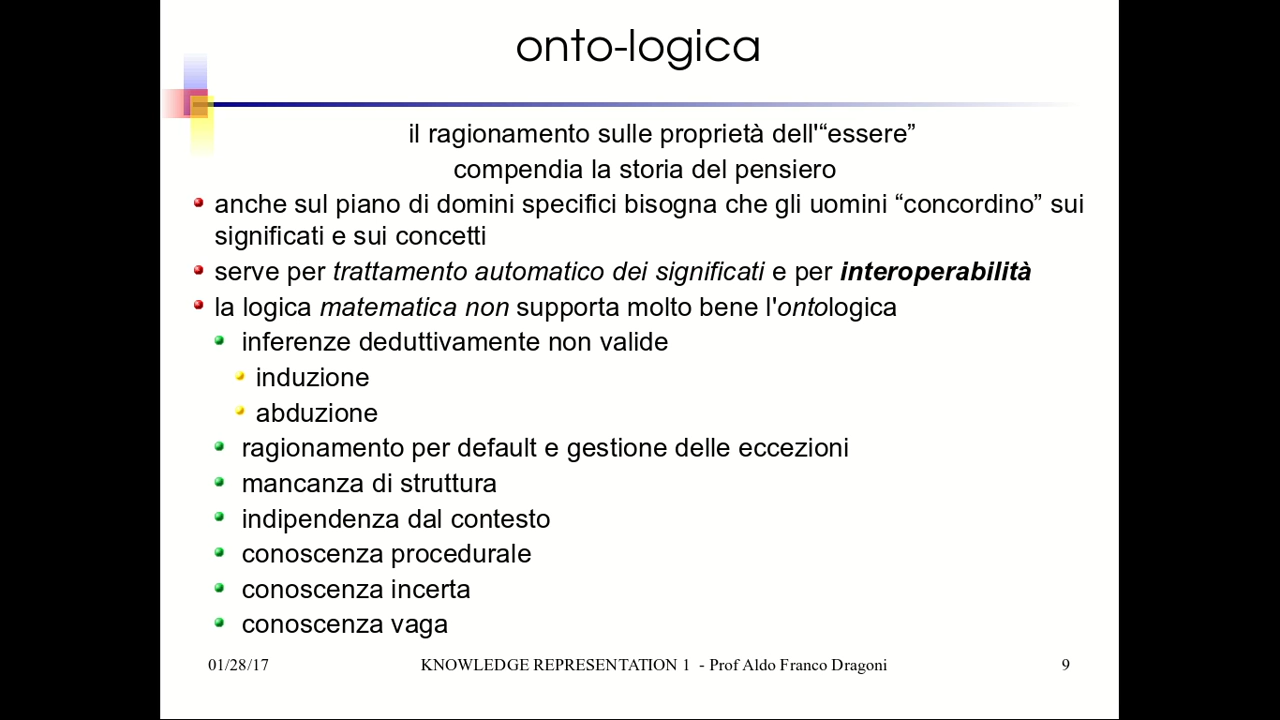 onto-logica
il ragionamento sulle proprietà dell'“essere”
compendia la storia del pensiero
anche sul piano di domini specifici bisogna che gli uomini “concordino” sui
significati e sui concetti
serve per trattamento automatico dei significati e per interoperabilità
la logica matematica non supporta molto bene l'ontologica
inferenze deduttivamente non valide
induzione
abduzione
ragionamento per default e gestione delle eccezioni
mancanza di struttura
indipendenza dal contesto
conoscenza procedurale
conoscenza incerta
conoscenza vaga
01/28/17 KNOWLEDGE REPRESENTATION 1 - Prof Aldo Franco Dragoni 9